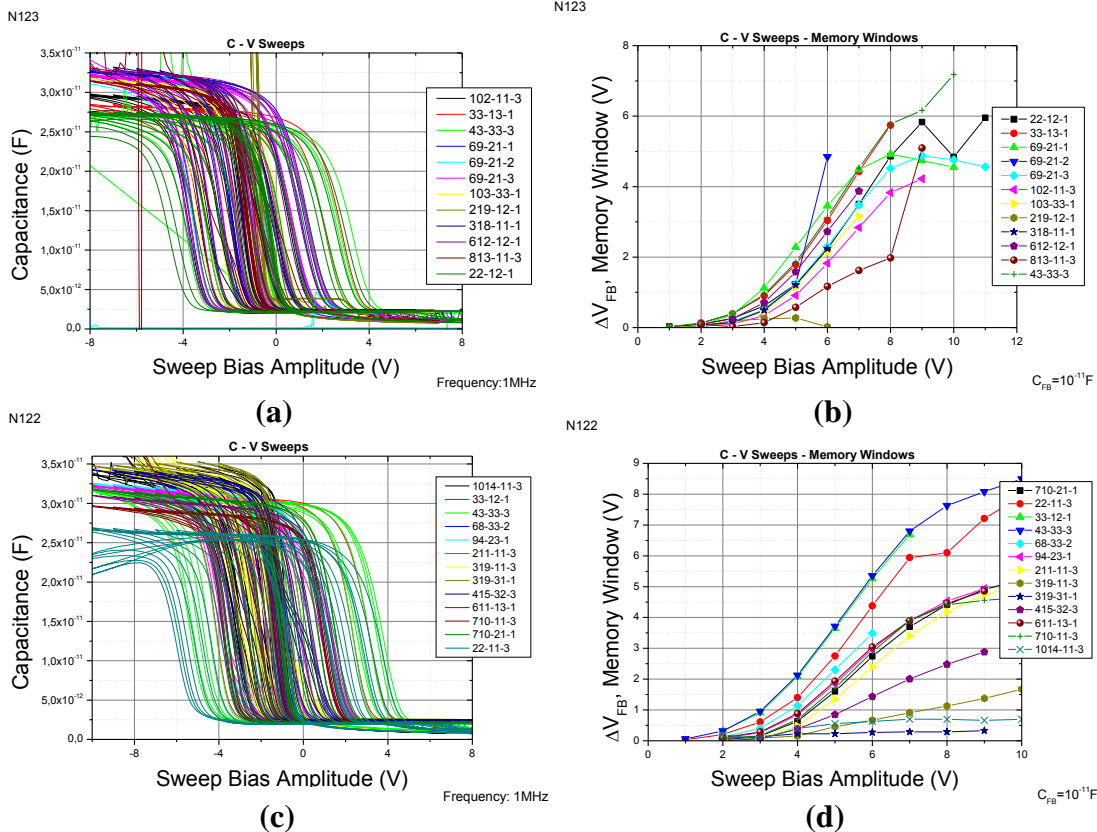 N123
C - V Sweeps
3,5x10⁻¹¹
3,0x10⁻¹¹
2,5x10⁻¹¹
2,0x10⁻¹¹
1,5x10⁻¹¹
1,0x10⁻¹¹
5,0x10⁻¹²
0,0
Capacitance (F)
-8 -4 0 4 8
Sweep Bias Amplitude (V)
Frequency:1MHz
102-11-3
33-13-1
43-33-3
69-21-1
69-21-2
69-21-3
103-33-1
219-12-1
318-11-1
612-12-1
813-11-3
22-12-1
(a)
N123
C - V Sweeps - Memory Windows
8
6
4
2
0
ΔV_FB, Memory Window (V)
0 2 4 6 8 10 12
Sweep Bias Amplitude (V)
C_FB=10⁻¹¹F
22-12-1
33-13-1
69-21-1
69-21-2
69-21-3
102-11-3
103-33-1
219-12-1
318-11-1
612-12-1
813-11-3
43-33-3
(b)
N122
C - V Sweeps
3,5x10⁻¹¹
3,0x10⁻¹¹
2,5x10⁻¹¹
2,0x10⁻¹¹
1,5x10⁻¹¹
1,0x10⁻¹¹
5,0x10⁻¹²
0,0
Capacitance (F)
-8 -4 0 4 8
Sweep Bias Amplitude (V)
Frequency: 1MHz
1014-11-3
33-12-1
43-33-3
68-33-2
94-23-1
211-11-3
319-11-3
319-31-1
415-32-3
611-13-1
710-11-3
710-21-1
22-11-3
(c)
N122
C - V Sweeps - Memory Windows
9
8
7
6
5
4
3
2
1
0
ΔV_FB, Memory Window (V)
0 2 4 6 8 10
Sweep Bias Amplitude (V)
C_FB=10⁻¹¹F
710-21-1
22-11-3
33-12-1
43-33-3
68-33-2
94-23-1
211-11-3
319-11-3
319-31-1
415-32-3
611-13-1
710-11-3
1014-11-3
(d)